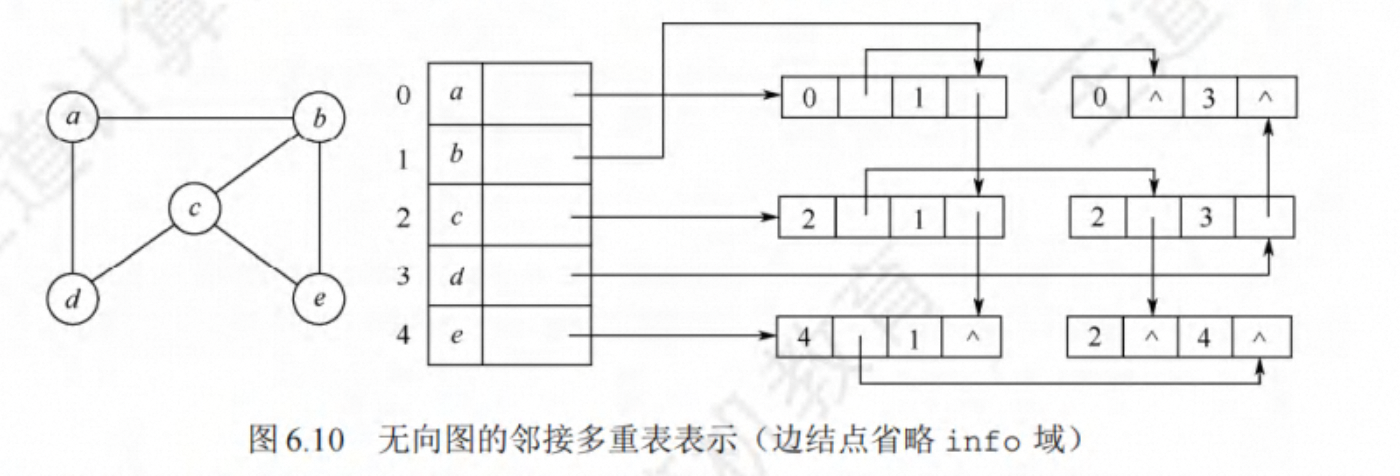 a b
c
d e
0 a
1 b
2 c
3 d
4 e
0 1
0 ^ 3 ^
2 1
2 3
4 1 ^
2 ^ 4 ^
图 6.10 无向图的邻接多重表表示（边结点省略 info 域）